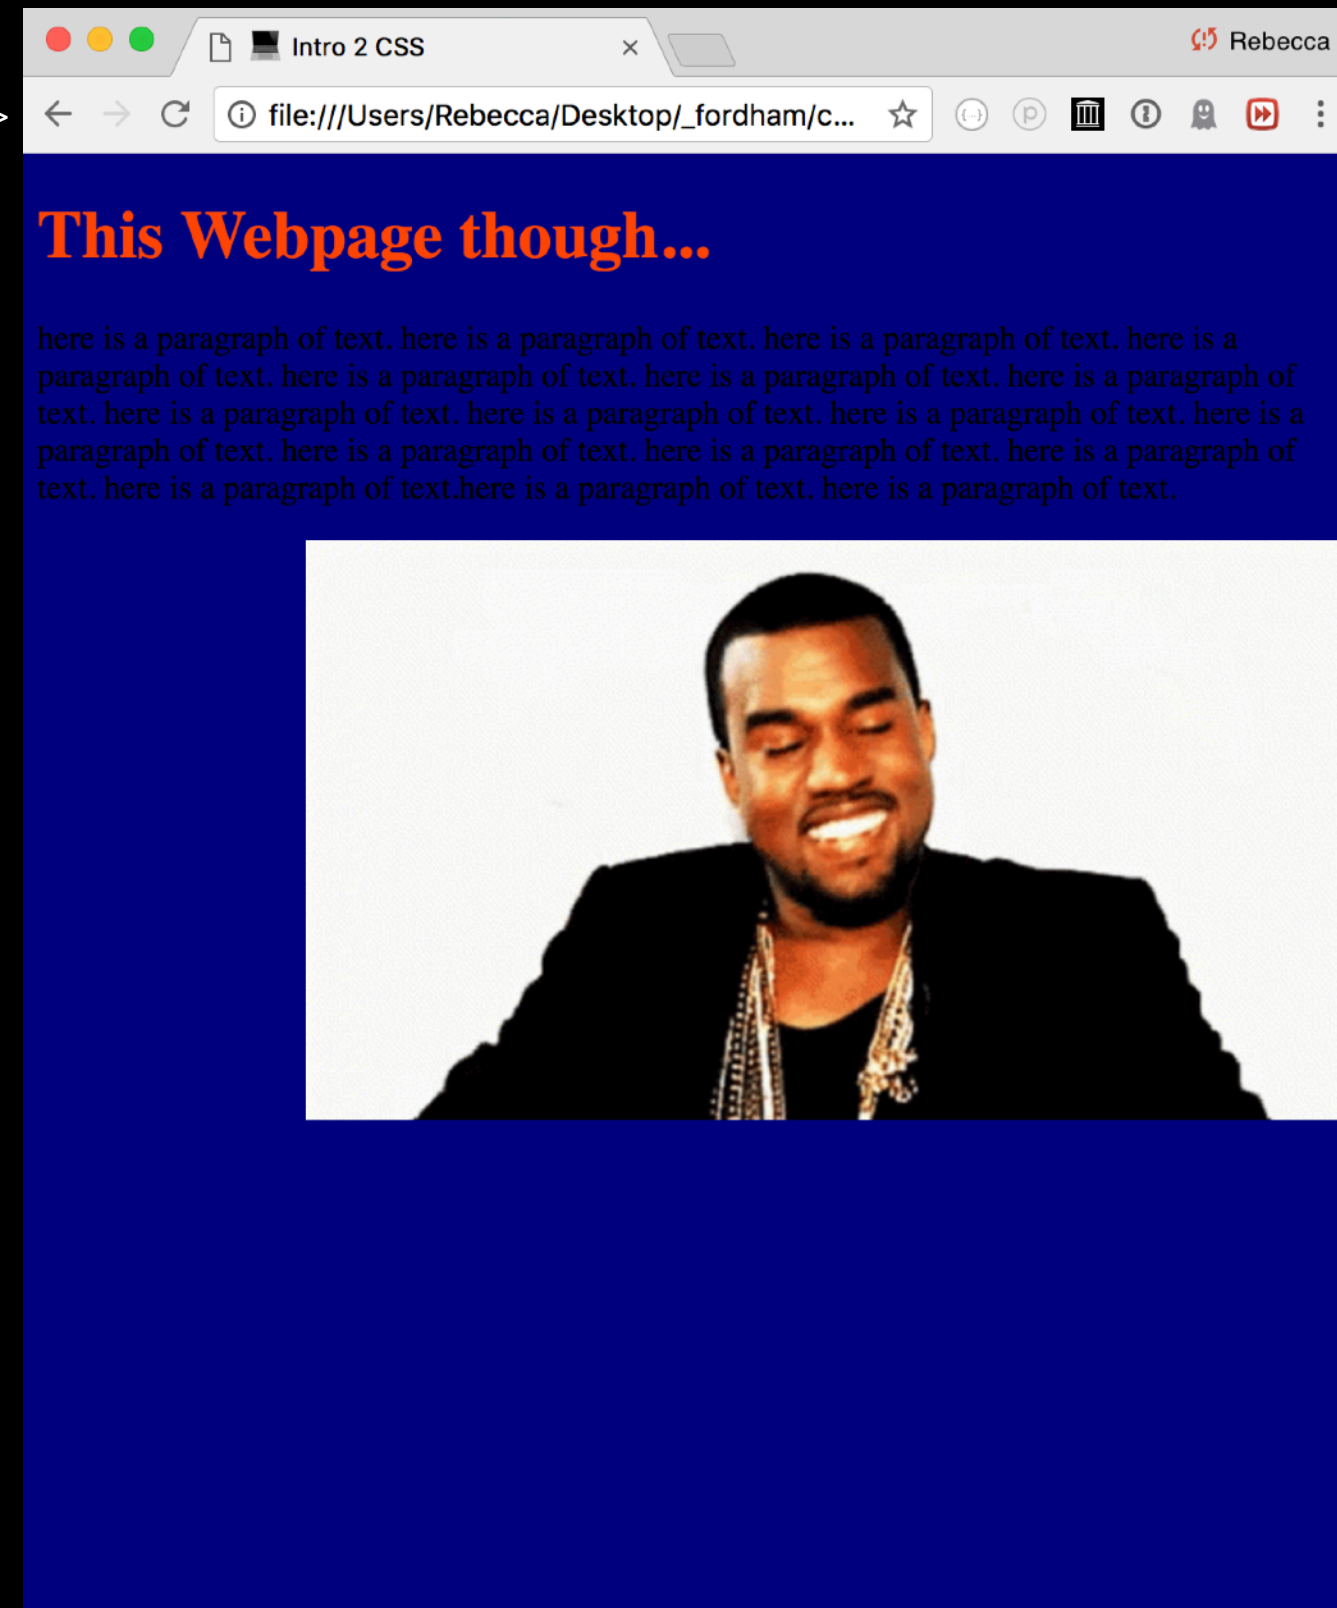 Intro 2 CSS
Rebecca
>
file:///Users/Rebecca/Desktop/_fordham/c...
This Webpage though...
here is a paragraph of text. here is a paragraph of text. here is a paragraph of text. here is a
paragraph of text. here is a paragraph of text. here is a paragraph of text. here is a paragraph of
text. here is a paragraph of text. here is a paragraph of text. here is a paragraph of text. here is a
paragraph of text. here is a paragraph of text. here is a paragraph of text. here is a paragraph of
text. here is a paragraph of text.here is a paragraph of text. here is a paragraph of text.